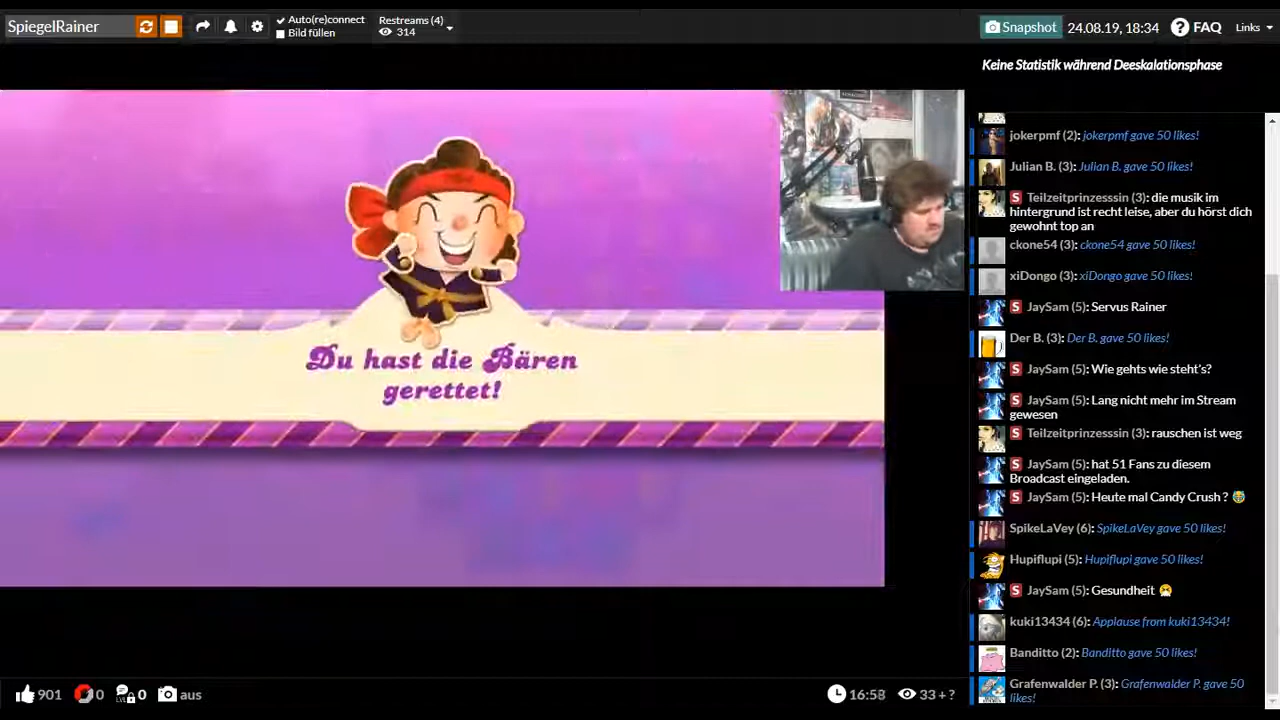 SpiegelRainer
Auto(re)connect
Bild füllen
Restreams (4)
314
Snapshot
24.08.19, 18:34
? FAQ
Links
Keine Statistik während Deeskalationsphase
Du hast die Bären
gerettet!
jokerpmf (2): jokerpmf gave 50 likes!
Julian B. (3): Julian B. gave 50 likes!
S Teilzeitprinzesssin (3): die musik im
hintergrund ist recht leise, aber du hörst dich
gewohnt top an
ckone54 (3): ckone54 gave 50 likes!
xiDongo (3): xiDongo gave 50 likes!
S JaySam (5): Servus Rainer
Der B. (3): Der B. gave 50 likes!
S JaySam (5): Wie gehts wie steht's?
S JaySam (5): Lang nicht mehr im Stream
gewesen
S Teilzeitprinzesssin (3): rauschen ist weg
S JaySam (5): hat 51 Fans zu diesem
Broadcast eingeladen.
S JaySam (5): Heute mal Candy Crush ? 😭
SpikeLaVey (6): SpikeLaVey gave 50 likes!
Hupiflupi (5): Hupiflupi gave 50 likes!
S JaySam (5): Gesundheit 😷
kuki13434 (6): Applause from kuki13434!
Banditto (2): Banditto gave 50 likes!
Grafenwalder P. (3): Grafenwalder P. gave 50
likes!
901
0
LVL
0
aus
16:58
33 + ?